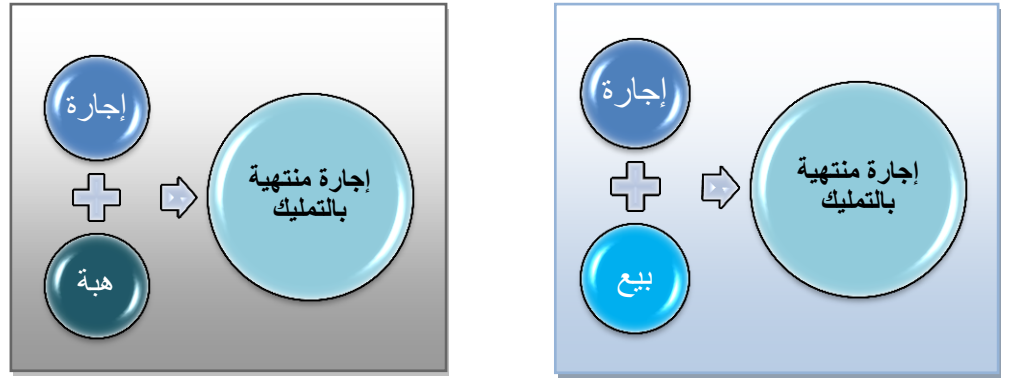 إجارة
بيع
إجارة منتهية
بالتمليك
إجارة
هبة
إجارة منتهية
بالتمليك